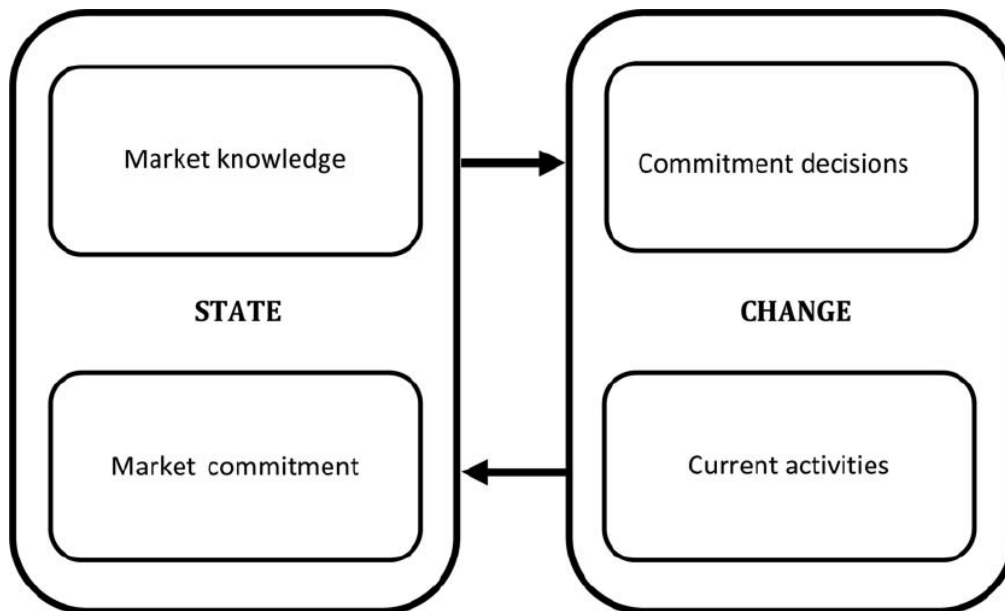 Market knowledge
Commitment decisions
STATE
CHANGE
Market commitment
Current activities